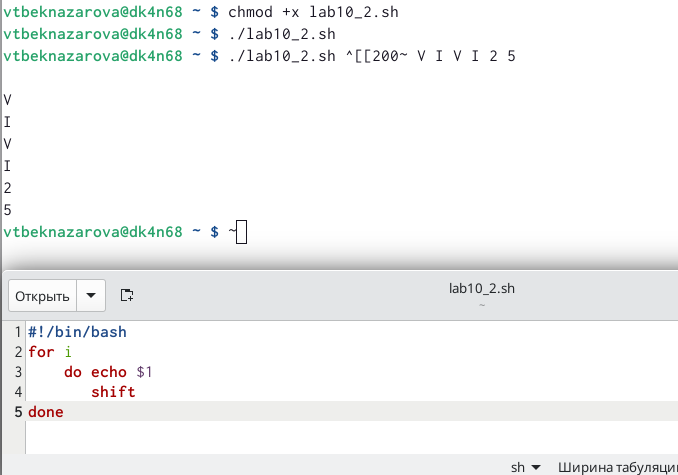 vtbeknazarova@dk4n68 ~ $ chmod +x lab10_2.sh
vtbeknazarova@dk4n68 ~ $ ./lab10_2.sh
vtbeknazarova@dk4n68 ~ $ ./lab10_2.sh ^[[200~ V I V I 2 5
V
I
V
I
2
5
vtbeknazarova@dk4n68 ~ $ ~
Открыть
lab10_2.sh
~
1 #!/bin/bash
2 for i
3     do echo $1
4        shift
5 done
sh
Ширина табуляци